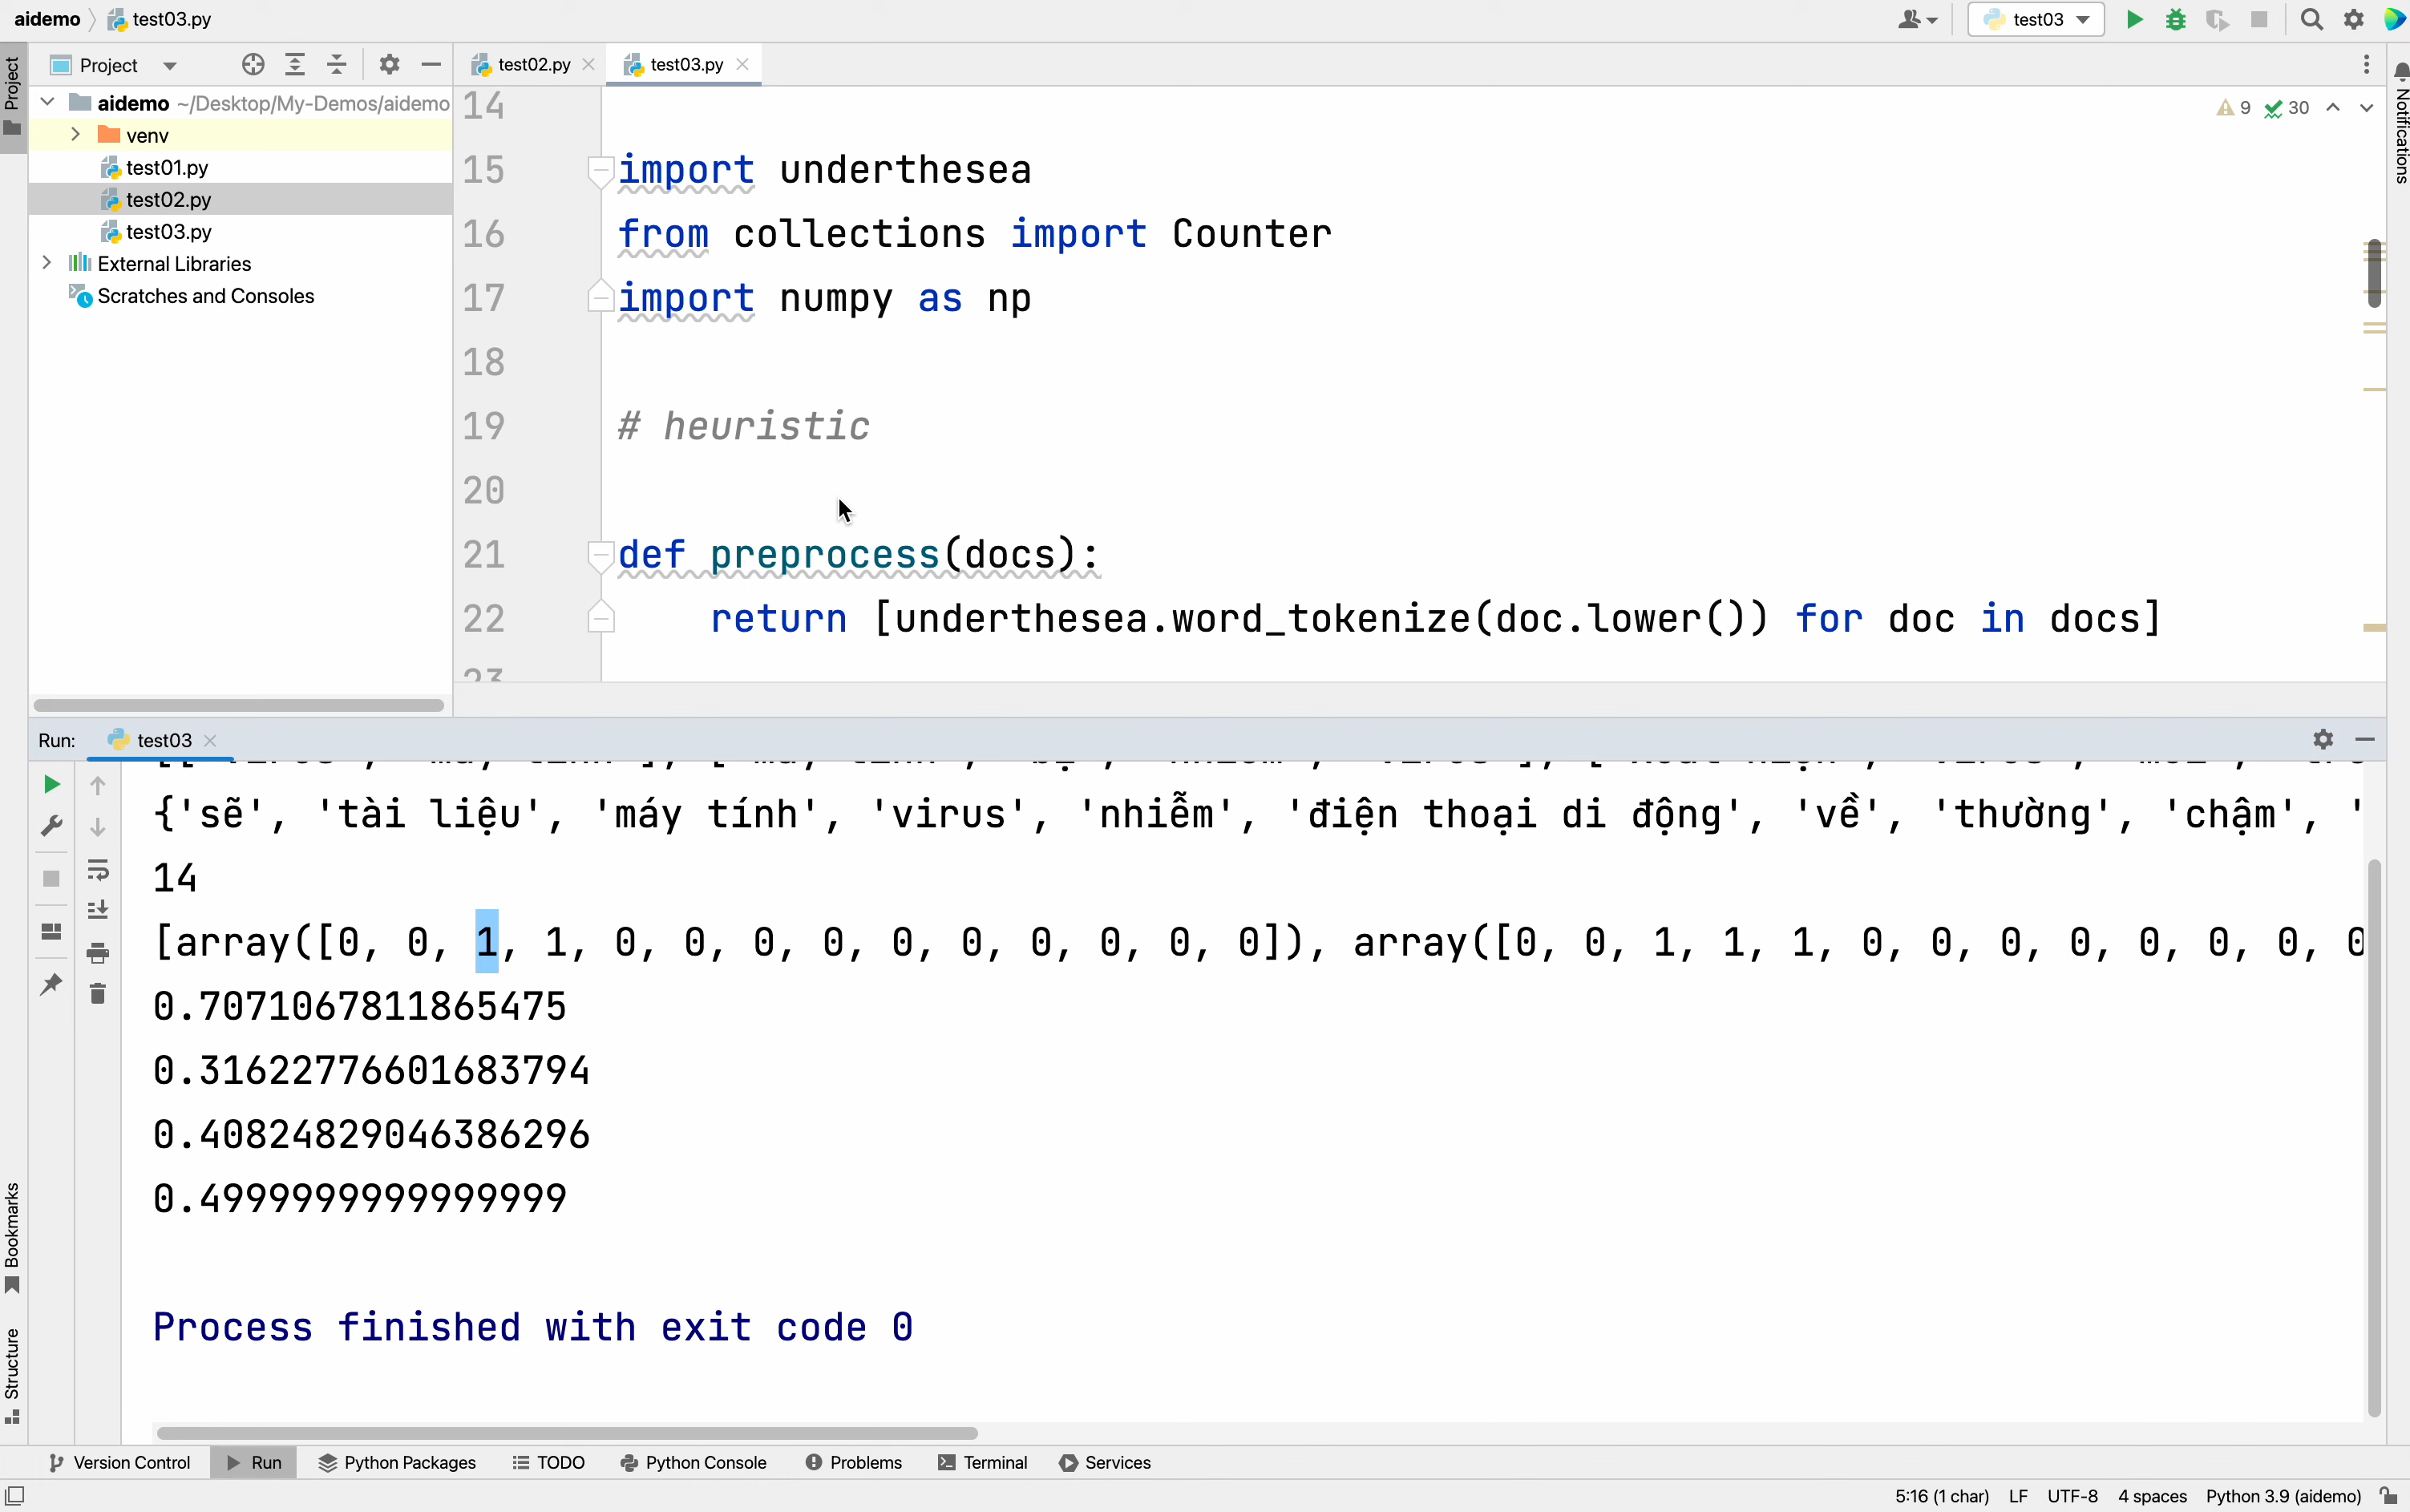 aidemo test03.py
test03
Project
Project
test02.py
test03.py
Notifications
aidemo ~/Desktop/My-Demos/aidemo
venv
test01.py
test02.py
test03.py
External Libraries
Scratches and Consoles
9 30
14
15 import underthesea
16 from collections import Counter
17 import numpy as np
18
19 # heuristic
20
21 def preprocess(docs):
22 return [underthesea.word_tokenize(doc.lower()) for doc in docs]
23
Run: test03
{'sẽ', 'tài liệu', 'máy tính', 'virus', 'nhiễm', 'điện thoại di động', 'về', 'thường', 'chậm', '
14
[array([0, 0, 1, 1, 0, 0, 0, 0, 0, 0, 0, 0, 0, 0]), array([0, 0, 1, 1, 1, 0, 0, 0, 0, 0, 0, 0, 0
0.7071067811865475
0.31622776601683794
0.40824829046386296
0.4999999999999999
Process finished with exit code 0
Bookmarks
Structure
Version Control Run Python Packages TODO Python Console Problems Terminal Services
5:16 (1 char) LF UTF-8 4 spaces Python 3.9 (aidemo)